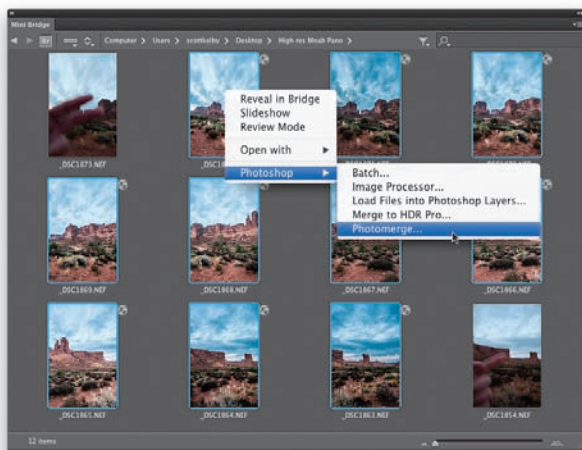 Mini Bridge
Computer > Users > scottkelby > Desktop > High res Moab Pano >
Reveal in Bridge
Slideshow
Review Mode
Open with
Photoshop
Batch...
Image Processor...
Load Files into Photoshop Layers...
Merge to HDR Pro...
Photomerge...
_DSC1873.NEF
_DSC1869.NEF
_DSC1868.NEF
_DSC1867.NEF
_DSC1866.NEF
_DSC1865.NEF
_DSC1864.NEF
_DSC1863.NEF
_DSC1854.NEF
12 items